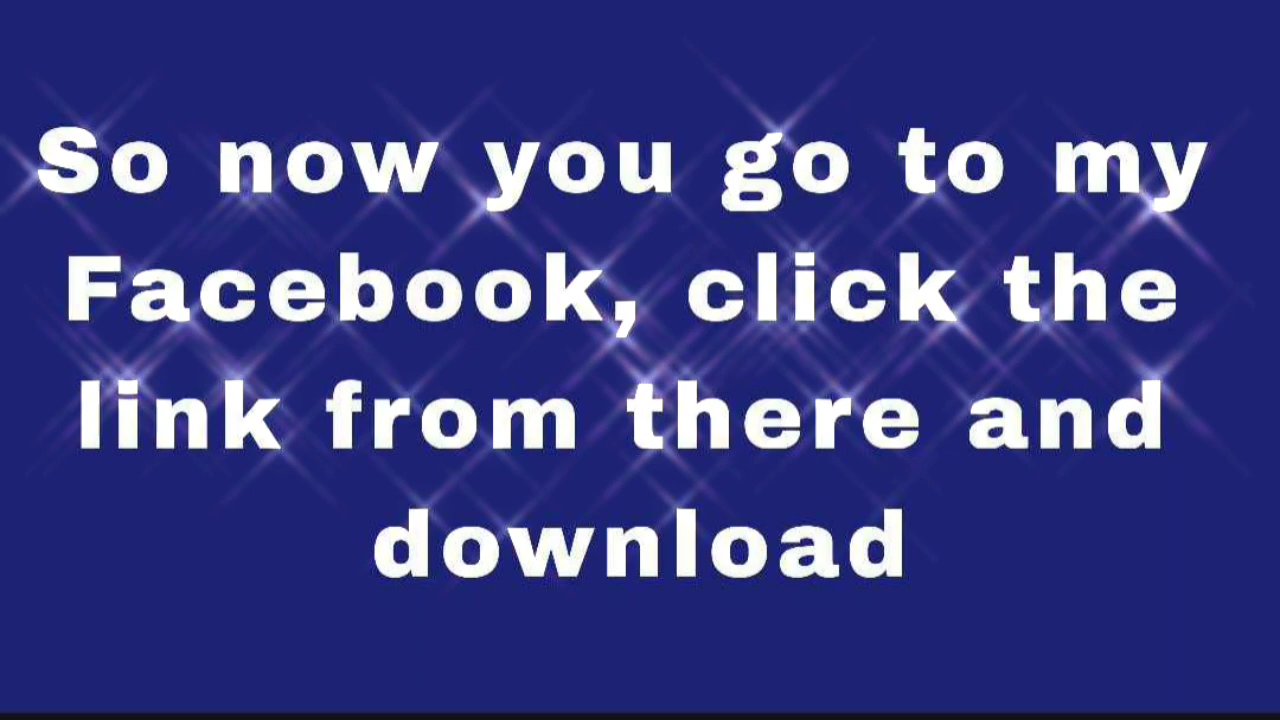 So now you go to my
Facebook, click the
link from there and
download